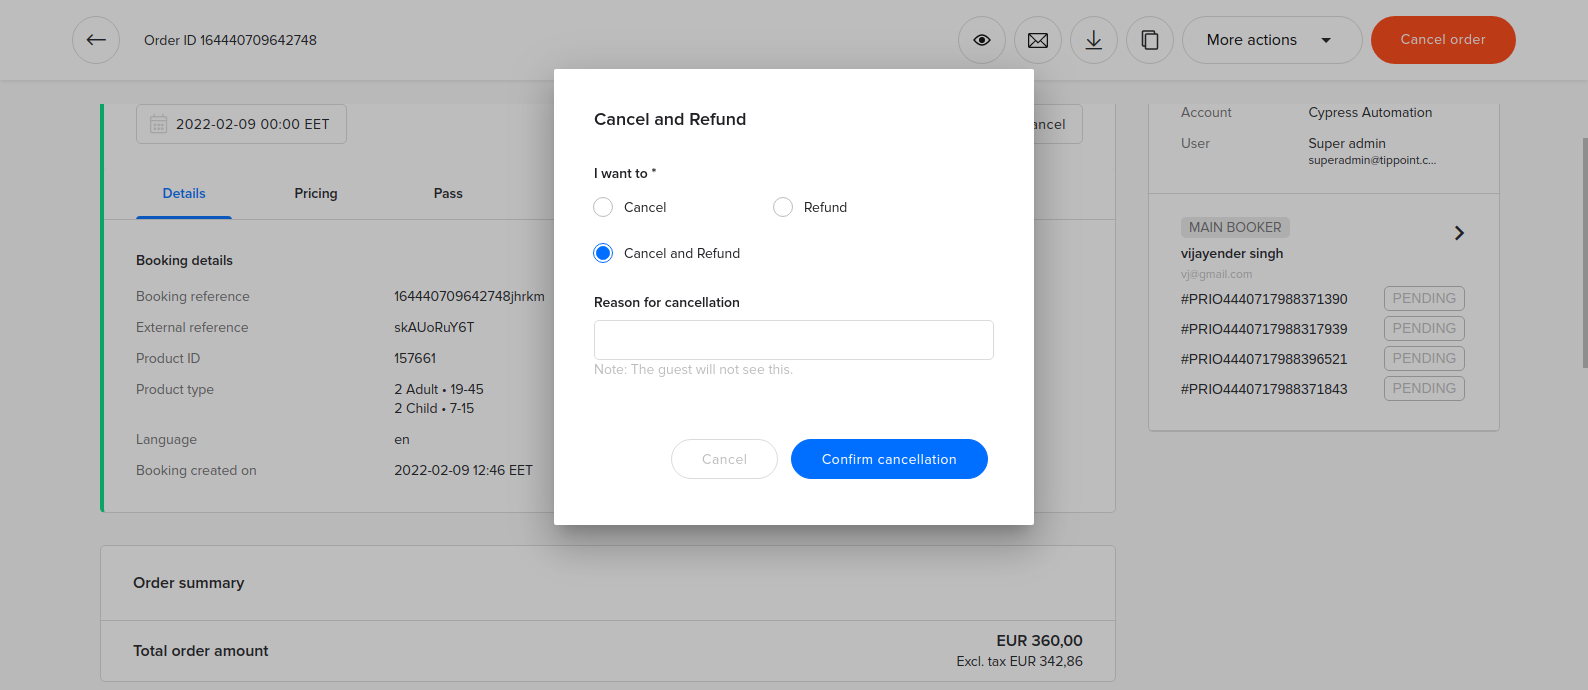 Order ID 164440709642748
More actions
Cancel order
2022-02-09 00:00 EET
ancel
Details
Pricing
Pass
Booking details
Booking reference 164440709642748jhrkm
External reference skAUoRuY6T
Product ID 157661
Product type 2 Adult • 19-45
2 Child • 7-15
Language en
Booking created on 2022-02-09 12:46 EET
Cancel and Refund
I want to *
Cancel
Refund
Cancel and Refund
Reason for cancellation
Note: The guest will not see this.
Cancel
Confirm cancellation
Account Cypress Automation
User Super admin
superadmin@tippoint.c...
MAIN BOOKER
vijayender singh
vj@gmail.com
#PRIO4440717988371390 PENDING
#PRIO4440717988317939 PENDING
#PRIO4440717988396521 PENDING
#PRIO4440717988371843 PENDING
Order summary
Total order amount EUR 360,00
Excl. tax EUR 342,86